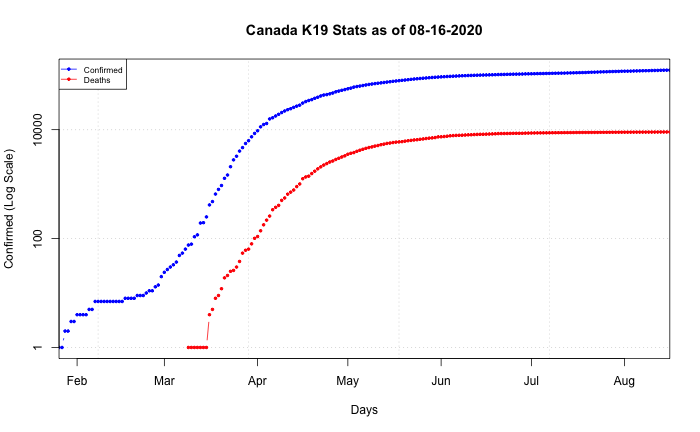 Canada K19 Stats as of 08-16-2020
Confirmed
Deaths
Confirmed (Log Scale)
10000
100
1
Feb Mar Apr May Jun Jul Aug
Days